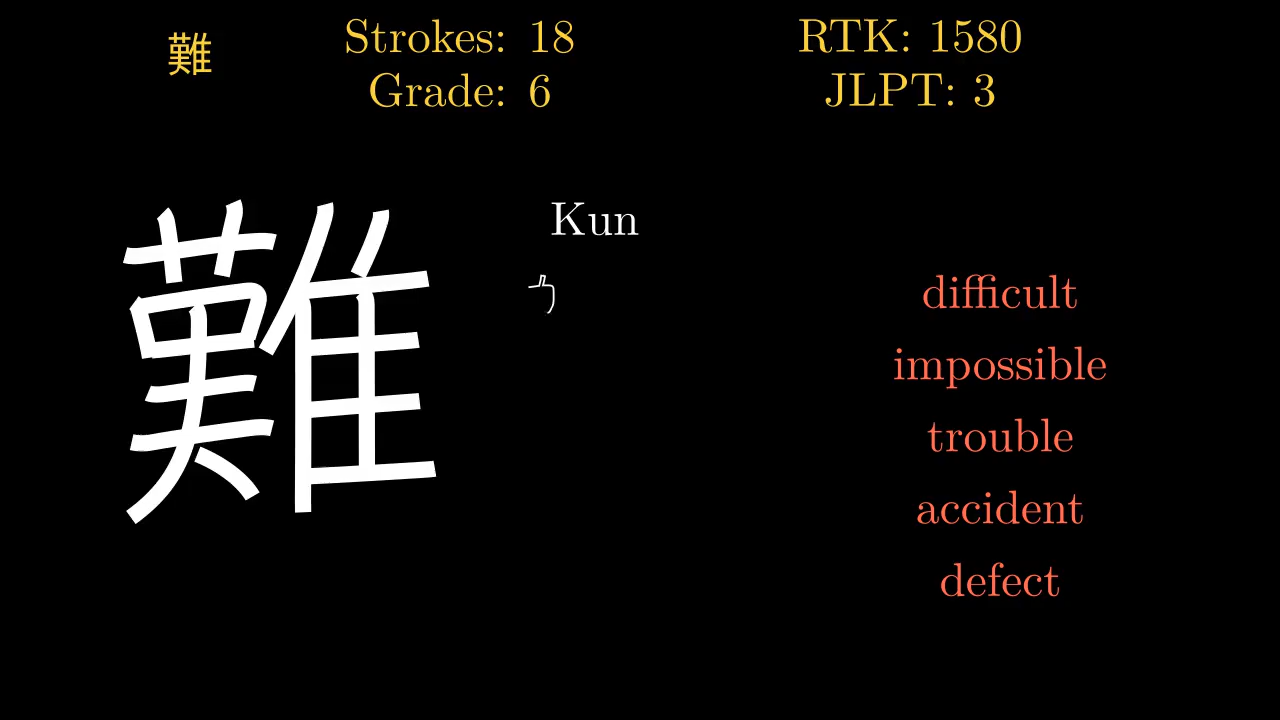 難
Strokes: 18
Grade: 6
RTK: 1580
JLPT: 3
難
Kun
difficult
impossible
trouble
accident
defect